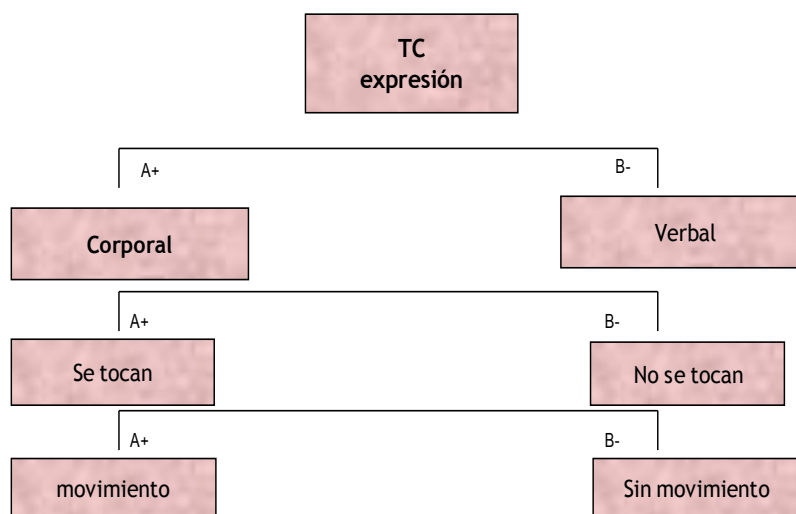 TC
expresión
A+
B-
Corporal
Verbal
A+
B-
Se tocan
No se tocan
A+
B-
movimiento
Sin movimiento